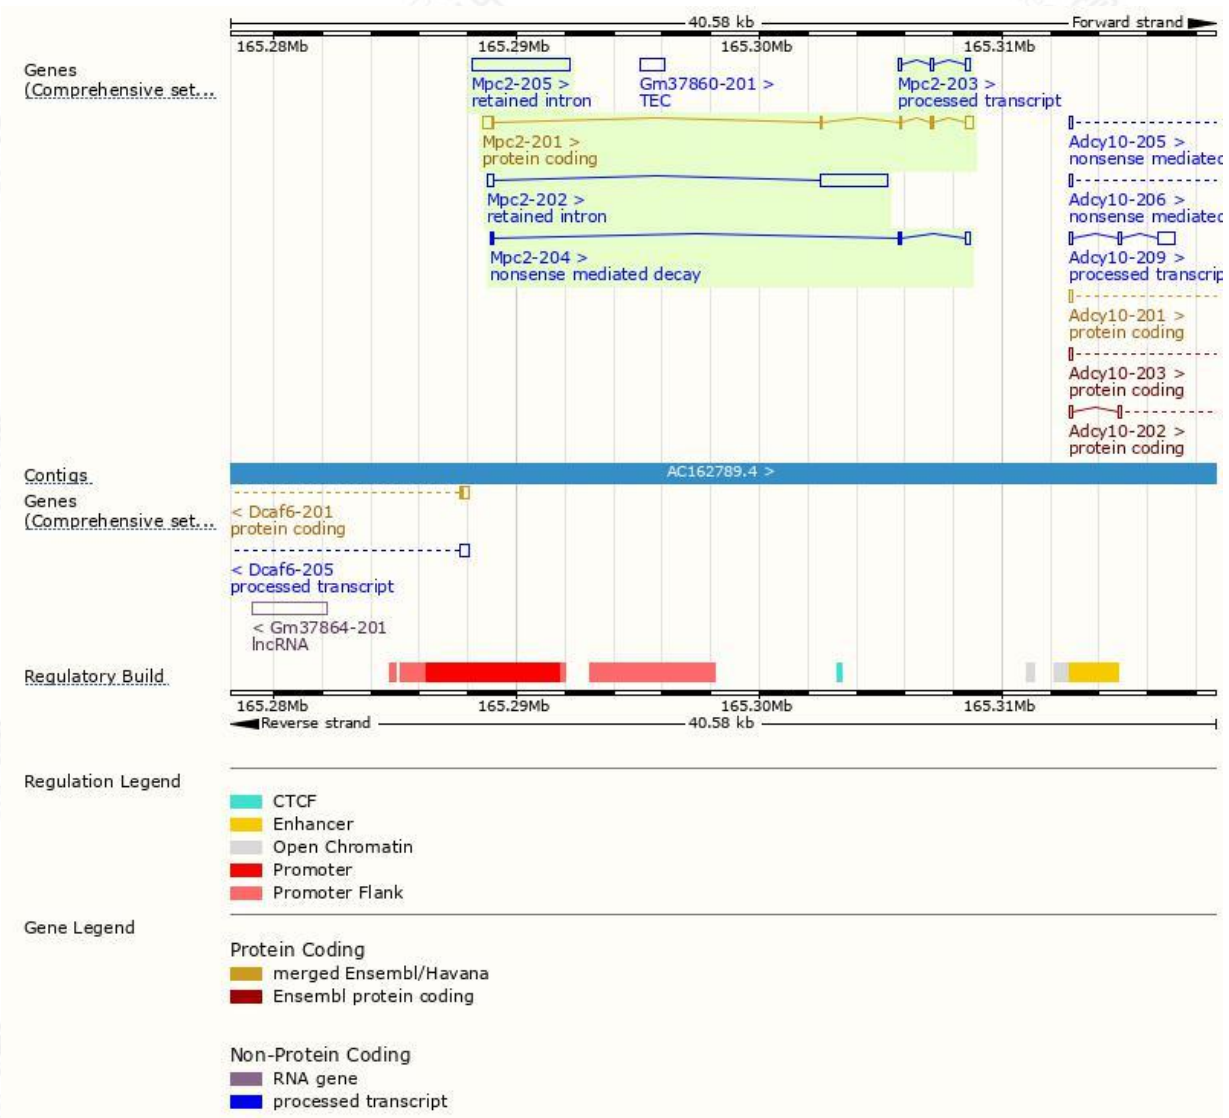 40.58 kb
Forward strand
165.28Mb 165.29Mb 165.30Mb 165.31Mb
Genes
(Comprehensive set...
Mpc2-205 >
retained intron
Gm37860-201 >
TEC
Mpc2-203 >
processed transcript
Mpc2-201 >
protein coding
Adcy10-205 >
nonsense mediated
Mpc2-202 >
retained intron
Adcy10-206 >
nonsense mediated
Mpc2-204 >
nonsense mediated decay
Adcy10-209 >
processed transcrip
Adcy10-201 >
protein coding
Adcy10-203 >
protein coding
Adcy10-202 >
protein coding
Contigs
AC162789.4 >
Genes
(Comprehensive set...
< Dcaf6-201
protein coding
< Dcaf6-205
processed transcript
< Gm37864-201
lncRNA
Regulatory Build
165.28Mb 165.29Mb 165.30Mb 165.31Mb
Reverse strand
40.58 kb
Regulation Legend
CTCF
Enhancer
Open Chromatin
Promoter
Promoter Flank
Gene Legend
Protein Coding
merged Ensembl/Havana
Ensembl protein coding
Non-Protein Coding
RNA gene
processed transcript